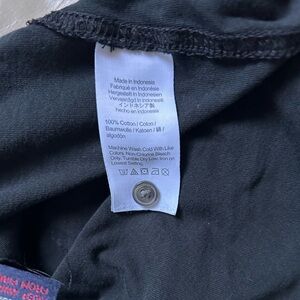 Made in Indonesia
Fabriqué en Indonésie
Hergestellt in Indonesien
Vervaardigd in Indonesië
インドネシア製
Hecho en Indonesia
100% Cotton / Coton /
Baumwolle / Katoen / 綿 /
algodón
Machine Wash Cold With Like
Colors, Non-Chlorine Bleach
Only, Tumble Dry Low, Iron on
Lowest Setting.